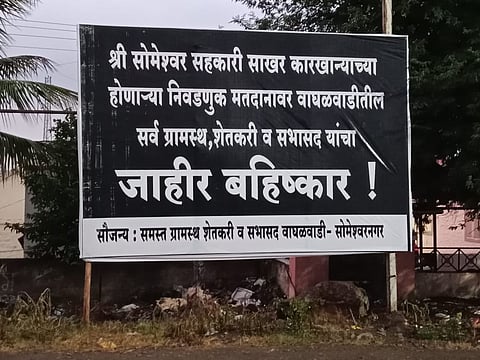 श्री सोमेश्वर सहकारी साखर कारखान्याच्या
होणाऱ्या निवडणुक मतदानावर वाघळवाडीतील
सर्व ग्रामस्थ,शेतकरी व सभासद यांचा
जाहीर बहिष्कार !
सौजन्य : समस्त ग्रामस्थ शेतकरी व सभासद वाघळवाडी- सोमेश्वरनगर